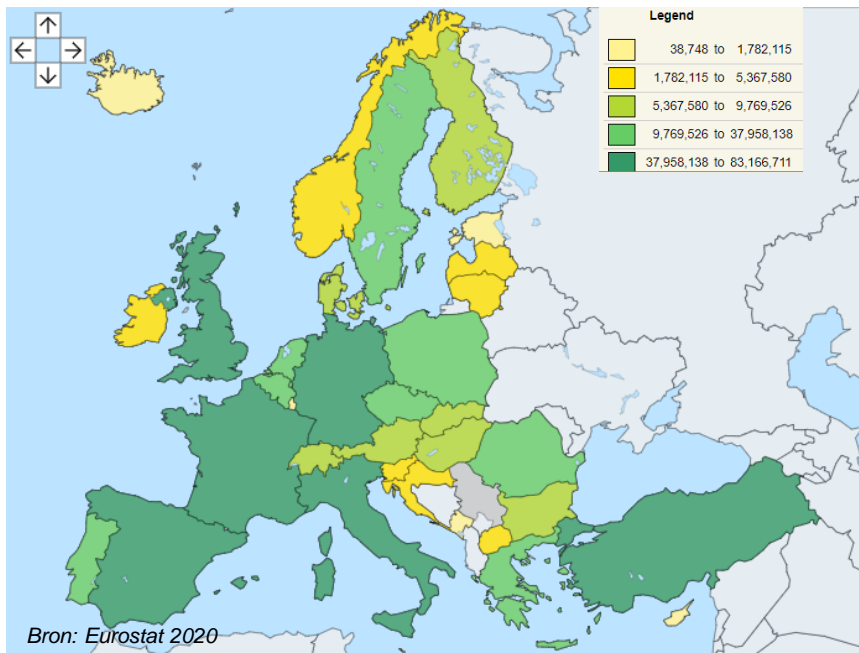 Legend
38,748 to 1,782,115
1,782,115 to 5,367,580
5,367,580 to 9,769,526
9,769,526 to 37,958,138
37,958,138 to 83,166,711
Bron: Eurostat 2020